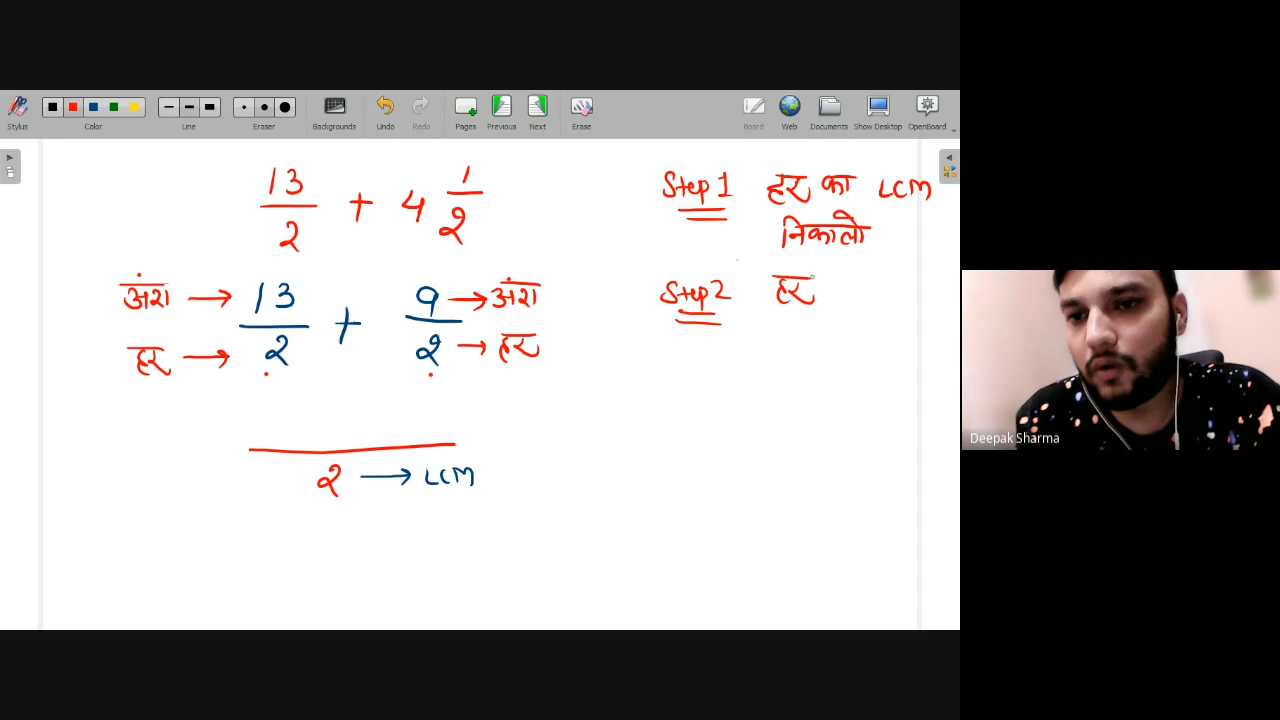 Stylus Color Line Eraser Backgrounds Undo Redo Pages Previous Next Erase Board Web Documents Show Desktop OpenBoard
13/2 + 4 1/2
Step 1 हर का LCM
निकालो
अंश → 13/2 + 9/2 → अंश
हर → → हर
Step 2 हर
2 → LCM
Deepak Sharma